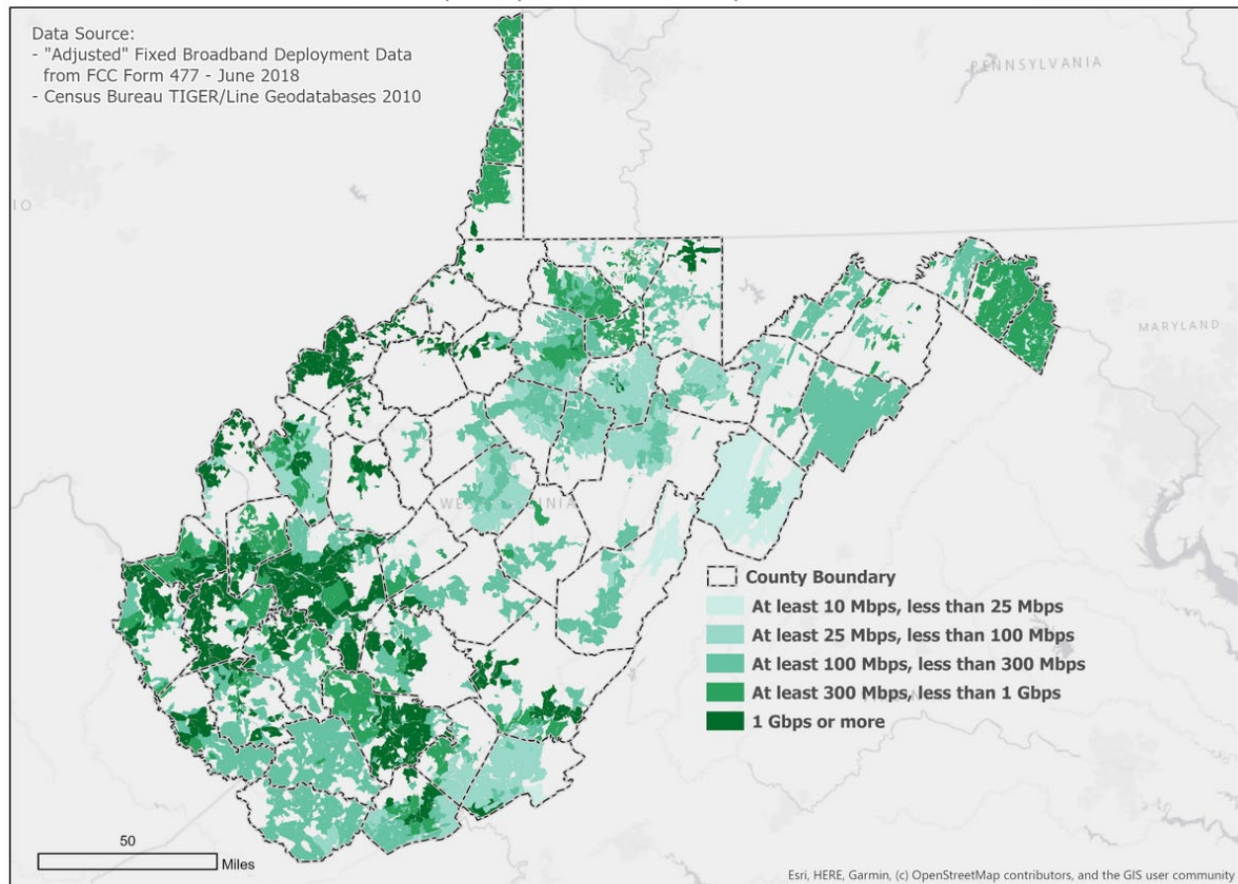 Data Source:
- "Adjusted" Fixed Broadband Deployment Data
from FCC Form 477 - June 2018
- Census Bureau TIGER/Line Geodatabases 2010
PENNSYLVANIA
IO
MARYLAND
County Boundary
At least 10 Mbps, less than 25 Mbps
At least 25 Mbps, less than 100 Mbps
At least 100 Mbps, less than 300 Mbps
At least 300 Mbps, less than 1 Gbps
1 Gbps or more
50
Miles
Esri, HERE, Garmin, (c) OpenStreetMap contributors, and the GIS user community